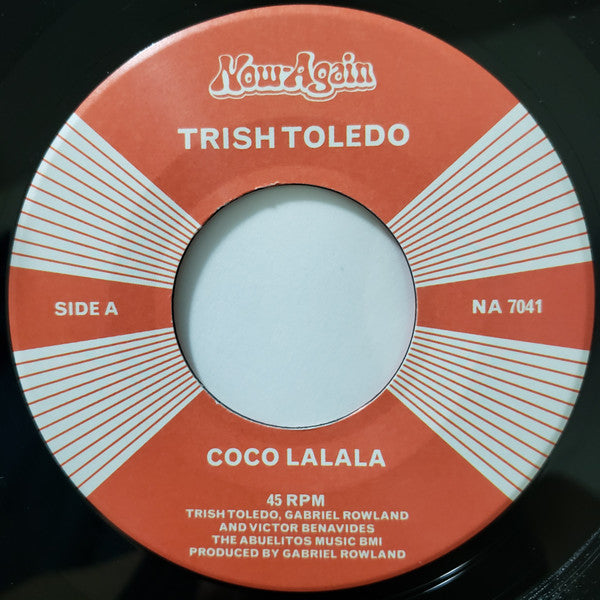 Now-Again
TRISH TOLEDO
SIDE A
NA 7041
COCO LALALA
45 RPM
TRISH TOLEDO, GABRIEL ROWLAND
AND VICTOR BENAVIDES
THE ABUELITOS MUSIC BMI
PRODUCED BY GABRIEL ROWLAND